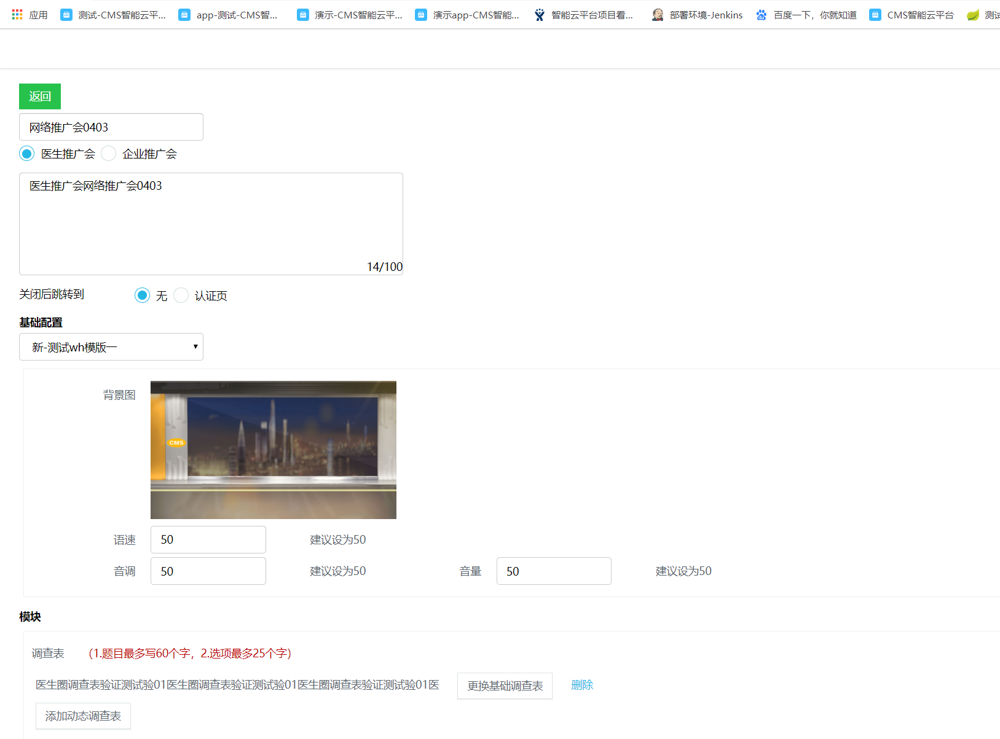 应用 测试-CMS智能云平... app-测试-CMS智... 演示-CMS智能云平... 演示app-CMS智能... 智能云平台项目看... 部署环境-Jenkins 百度一下，你就知道 CMS智能云平台 测试
返回
网络推广会0403
医生推广会 企业推广会
医生推广会网络推广会0403
14/100
关闭后跳转到 无 认证页
基础配置
新-测试wh模版一
背景图
CMS
语速 50 建议设为50
音调 50 建议设为50 音量 50 建议设为50
模块
调查表 （1.题目最多写60个字，2.选项最多25个字）
医生圈调查表验证测试验01医生圈调查表验证测试验01医生圈调查表验证测试验01医 更换基础调查表 删除
添加动态调查表